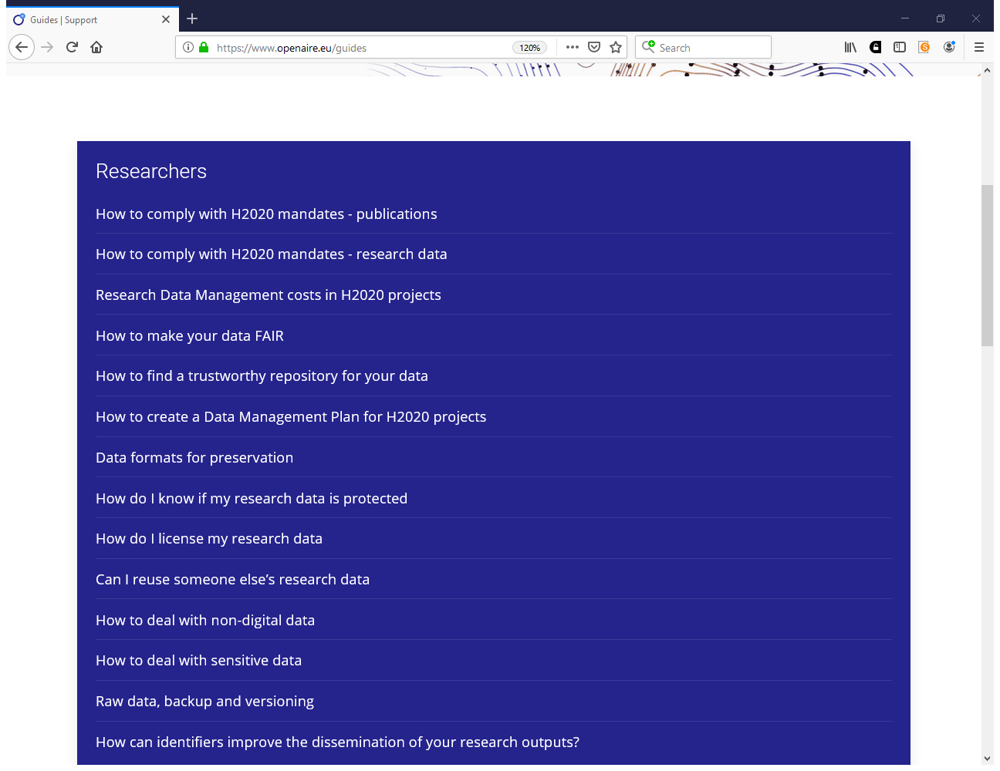 Guides | Support
https://www.openaire.eu/guides
120%
Search
Researchers
How to comply with H2020 mandates - publications
How to comply with H2020 mandates - research data
Research Data Management costs in H2020 projects
How to make your data FAIR
How to find a trustworthy repository for your data
How to create a Data Management Plan for H2020 projects
Data formats for preservation
How do I know if my research data is protected
How do I license my research data
Can I reuse someone else’s research data
How to deal with non-digital data
How to deal with sensitive data
Raw data, backup and versioning
How can identifiers improve the dissemination of your research outputs?